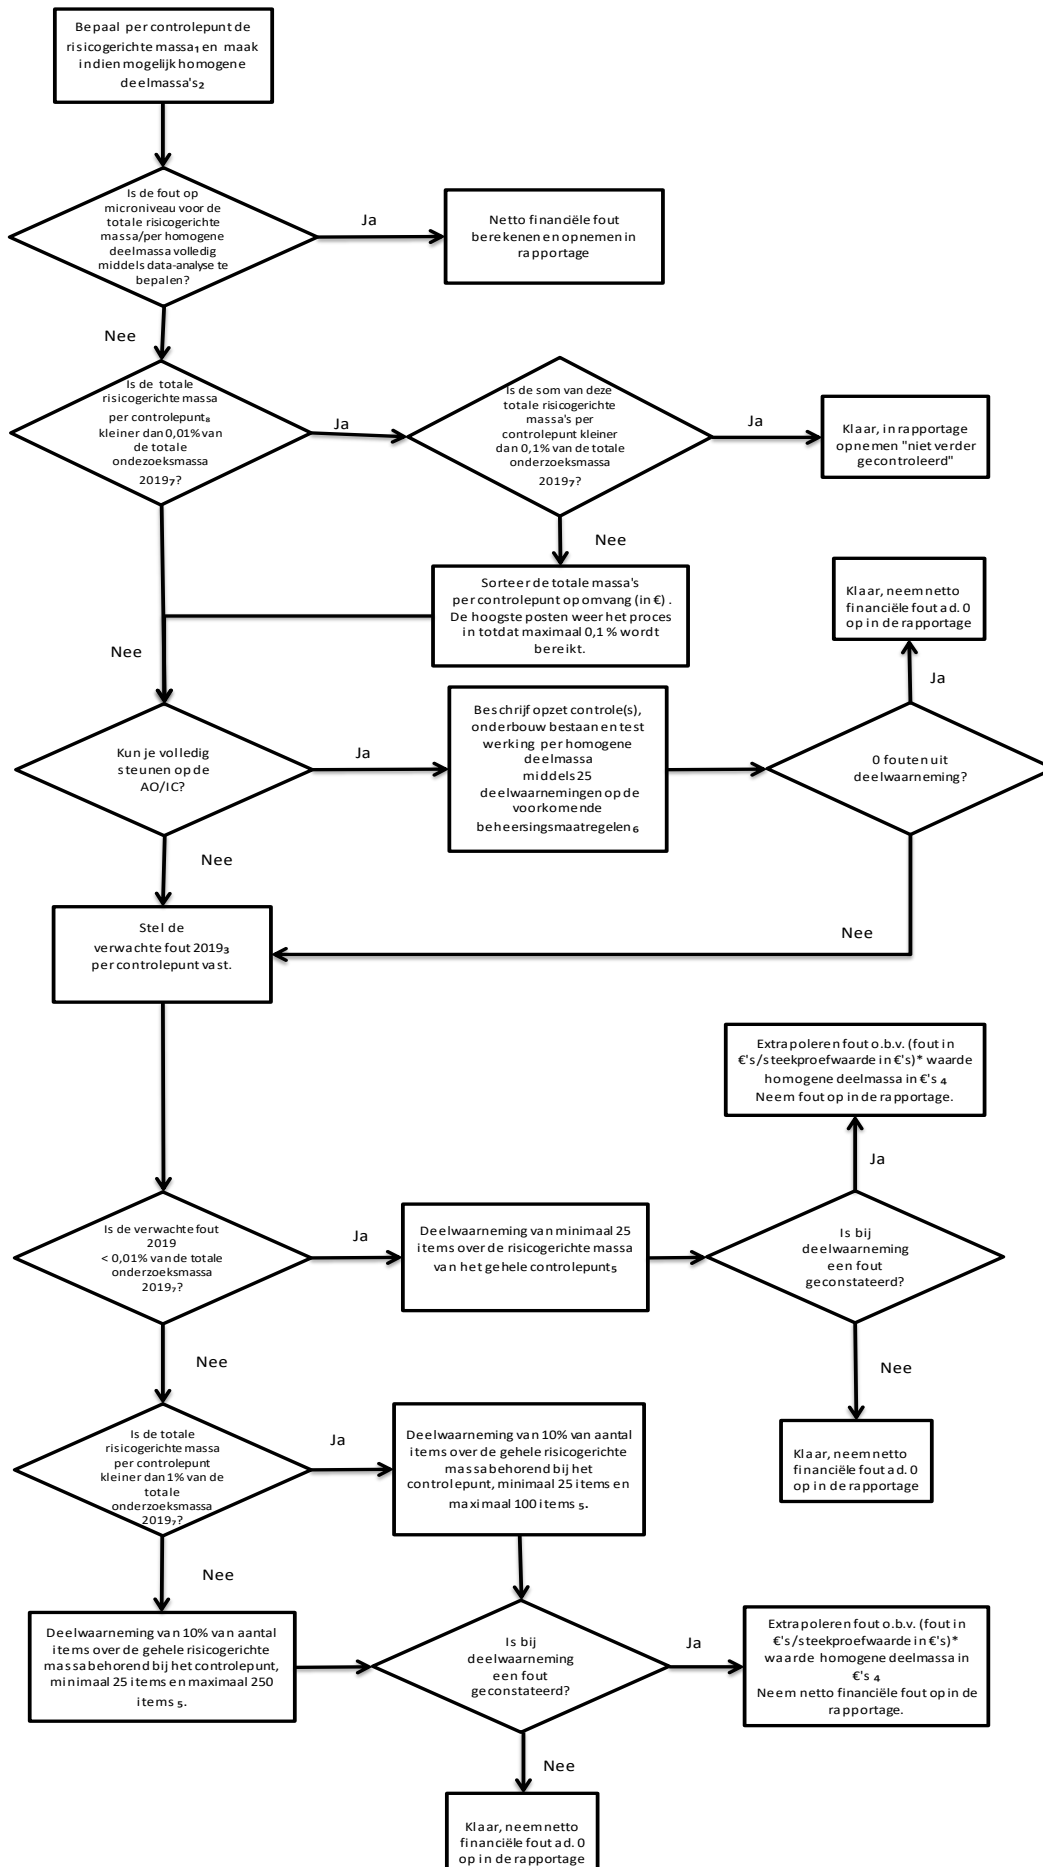 Bepaal per controlepunt de
risicogerichte massa₁ en maak
indien mogelijk homogene
deelmassa's₂
Is de fout op
microniveau voor de
totale risicogerichte
massa/per homogene
deelmassa volledig
middels data-analyse te
bepalen?
Ja
Netto financiële fout
berekenen en opnemen in
rapportage
Nee
Is de totale
risicogerichte massa
per controlepunt₈
kleiner dan 0,01% van
de totale
ondezoeksmassa
2019₇?
Ja
Is de som van deze
totale risicogerichte
massa's per
controlepunt kleiner
dan 0,1% van de totale
onderzoeksmassa
2019₇?
Ja
Klaar, in rapportage
opnemen "niet verder
gecontroleerd"
Nee
Sorteer de totale massa's
per controlepunt op omvang (in €) .
De hoogste posten weer het proces
in totdat maximaal 0,1 % wordt
bereikt.
Klaar, neem netto
financiële fout ad. 0
op in de rapportage
Nee
Ja
Kun je volledig
steunen op de
AO/IC?
Ja
Beschrijf opzet controle(s),
onderbouw bestaan en test
werking per homogene
deelmassa
middels 25
deelwaarnemingen op de
voorkomende
beheersingsmaatregelen₆
0 fouten uit
deelwaarneming?
Nee
Nee
Stel de
verwachte fout 2019₃
per controlepunt vast.
Extrapoleren fout o.b.v. (fout in
€'s/steekproefwaarde in €'s)* waarde
homogene deelmassa in €'s ₄
Neem fout op in de rapportage.
Ja
Is de verwachte fout
2019
< 0,01% van de totale
onderzoeksmassa
2019₇?
Ja
Deelwaarneming van minimaal 25
items over de risicogerichte massa
van het gehele controlepunt₅
Is bij
deelwaarneming
een fout
geconstateerd?
Nee
Nee
Klaar, neem netto
financiële fout ad. 0
op in de rapportage
Is de totale
risicogerichte massa
per controlepunt
kleiner dan 1% van de
totale
onderzoeksmassa
2019₇?
Ja
Deelwaarneming van 10% van aantal
items over de gehele risicogerichte
massa behorend bij het
controlepunt, minimaal 25 items en
maximaal 100 items ₅.
Nee
Deelwaarneming van 10% van aantal
items over de gehele risicogerichte
massa behorend bij het controlepunt,
minimaal 25 items en maximaal 250
items ₅.
Is bij
deelwaarneming
een fout
geconstateerd?
Ja
Extrapoleren fout o.b.v. (fout in
€'s/steekproefwaarde in €'s)*
waarde homogene deelmassa in
€'s ₄
Neem netto financiële fout op in de
rapportage.
Nee
Klaar, neem netto
financiële fout ad. 0
op in de rapportage